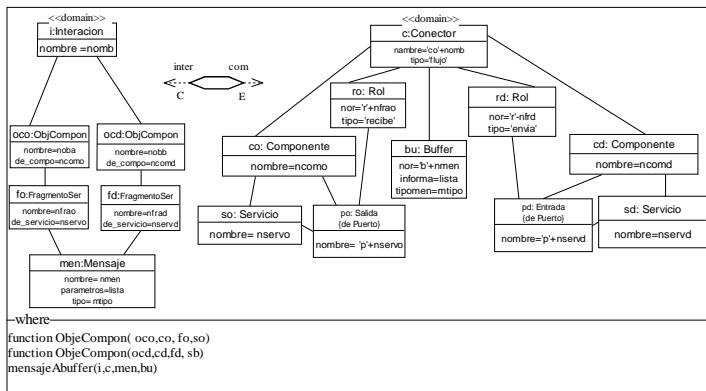 <<domain>>
i:Interacion
nombre =nomb
inter
com
C
E
oco:ObjCompon
nombre=noba
de_compo=ncomo
ocd:ObjCompon
nombre=nobb
de_compo=ncomd
fo:FragmentoSer
nombre=nfrao
de_servicio=nservo
fd:FragmentoSer
nombre=nfrad
de_servicio=nservd
men:Mensaje
nombre= nmen
parametros=lista
tipo= mtipo
<<domain>>
c:Conector
nambre='co'+nomb
tipo='flujo'
ro: Rol
nor='r'+nfrao
tipo='recibe'
rd: Rol
nor='r'-nfrd
tipo='envia'
co: Componente
nombre=ncomo
bu: Buffer
nor='b'+nmen
informa=lista
tipomen=mtipo
cd: Componente
nombre=ncomd
so: Servicio
nombre= nservo
po: Salida
{de Puerto}
nombre= 'p'+nservo
pd: Entrada
{de Puerto}
nombre='p'+nservd
sd: Servicio
nombre=nservd
where
function ObjeCompon( oco,co, fo,so)
function ObjeCompon(ocd,cd,fd, sb)
mensajeAbuffer(i,c,men,bu)